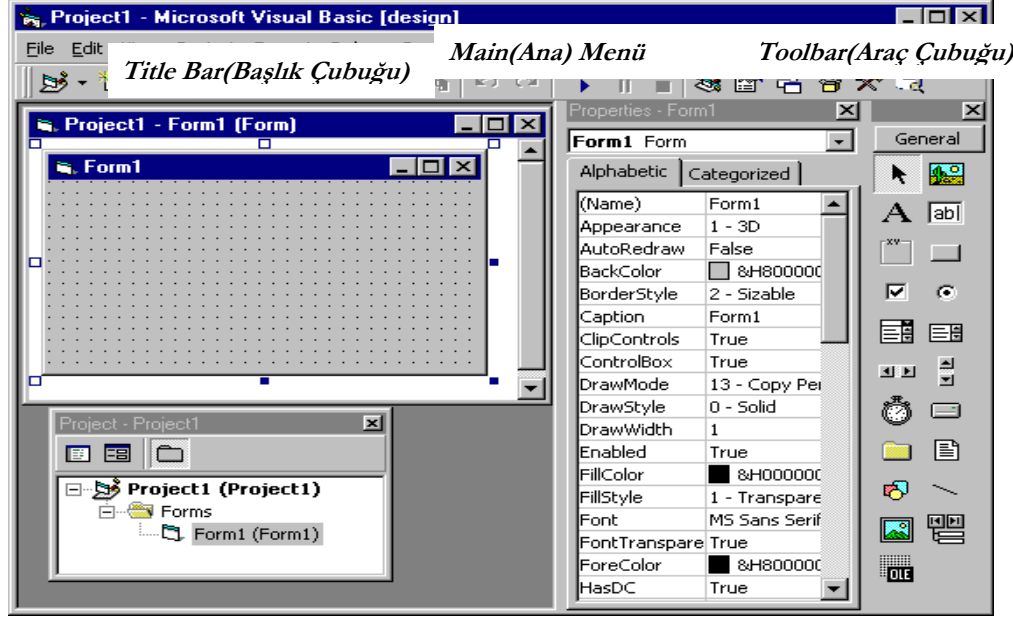 Project1 - Microsoft Visual Basic [design]
File Edit
Title Bar(Başlık Çubuğu)
Main(Ana) Menü
Toolbar(Araç Çubuğu)
Project1 - Form1 (Form)
Form1
Properties - Form1
Form1 Form
Alphabetic Categorized
(Name) Form1
Appearance 1 - 3D
AutoRedraw False
BackColor &H800000
BorderStyle 2 - Sizable
Caption Form1
ClipControls True
ControlBox True
DrawMode 13 - Copy Pe
DrawStyle 0 - Solid
DrawWidth 1
Enabled True
FillColor &H000000
FillStyle 1 - Transpare
Font MS Sans Serif
FontTranspare True
ForeColor &H800000
HasDC True
General
A ab
XY
OLE
Project - Project1
Project1 (Project1)
Forms
Form1 (Form1)